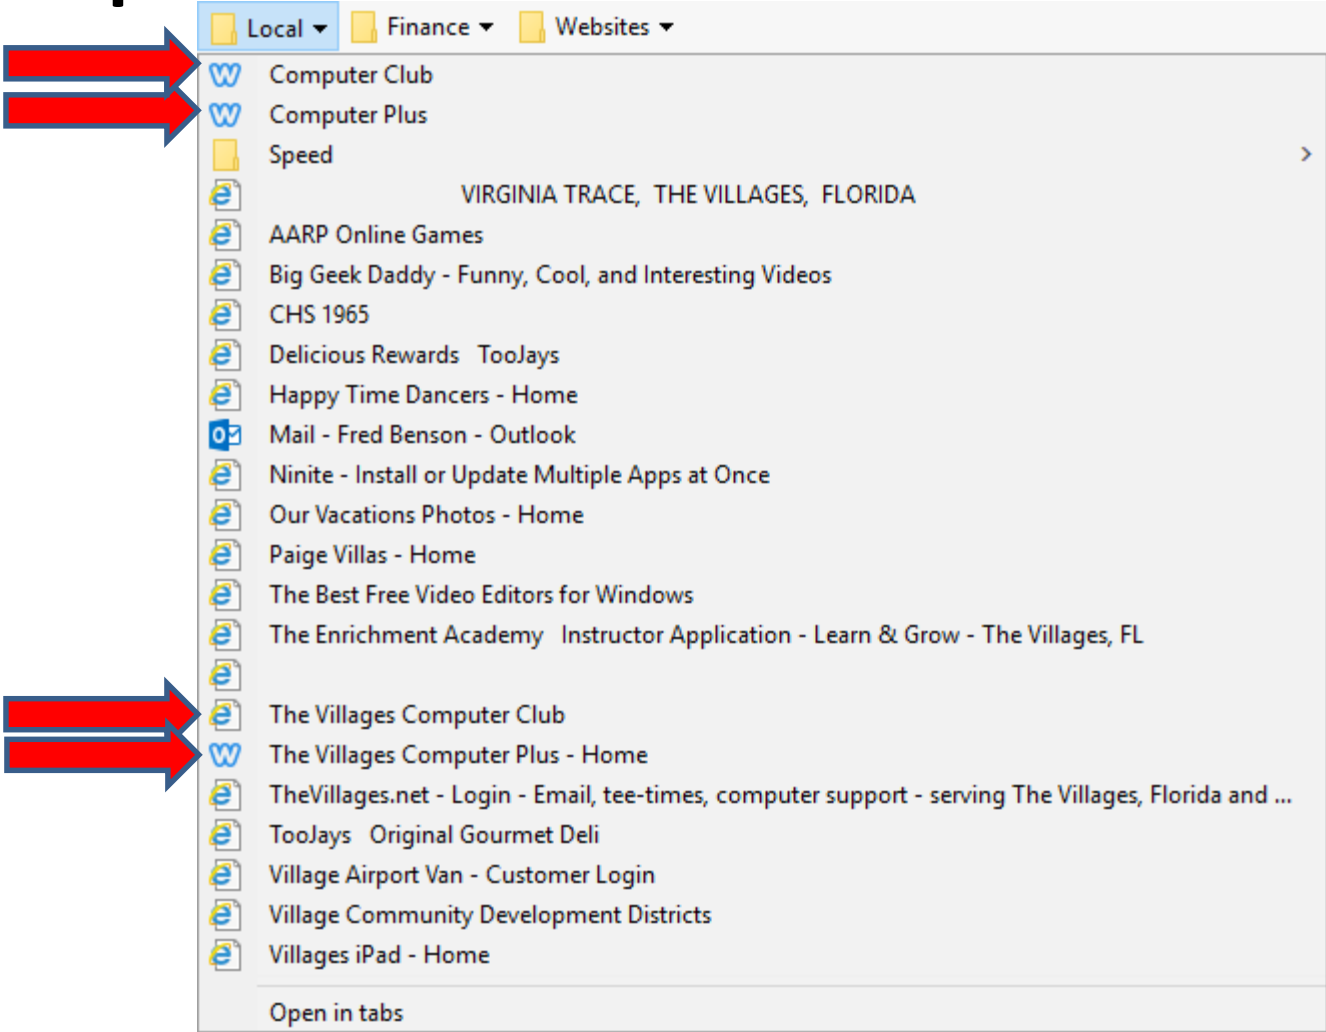 Local Finance Websites
Computer Club
Computer Plus
Speed
VIRGINIA TRACE, THE VILLAGES, FLORIDA
AARP Online Games
Big Geek Daddy - Funny, Cool, and Interesting Videos
CHS 1965
Delicious Rewards TooJays
Happy Time Dancers - Home
Mail - Fred Benson - Outlook
Ninite - Install or Update Multiple Apps at Once
Our Vacations Photos - Home
Paige Villas - Home
The Best Free Video Editors for Windows
The Enrichment Academy Instructor Application - Learn & Grow - The Villages, FL
The Villages Computer Club
The Villages Computer Plus - Home
TheVillages.net - Login - Email, tee-times, computer support - serving The Villages, Florida and ...
TooJays Original Gourmet Deli
Village Airport Van - Customer Login
Village Community Development Districts
Villages iPad - Home
Open in tabs